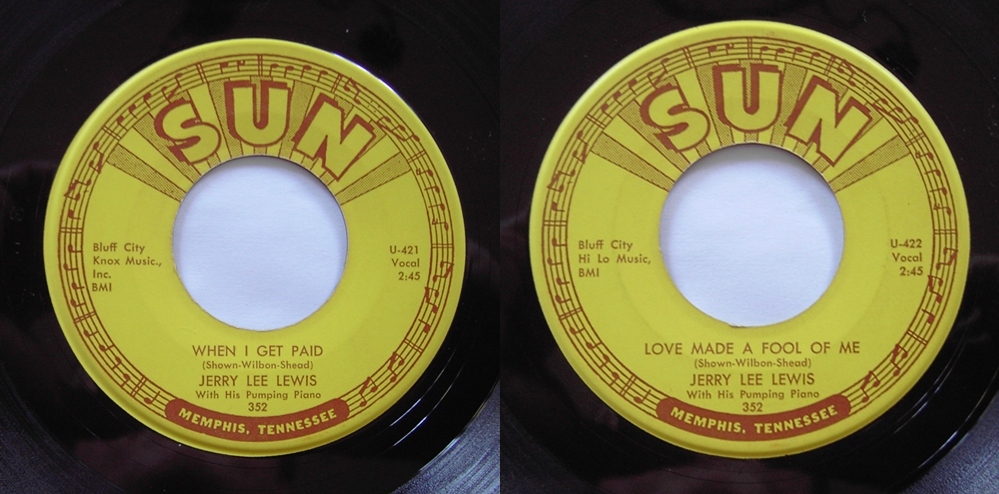 SUN
Bluff City
Knox Music.,
Inc.
BMI
U-421
Vocal
2:45
WHEN I GET PAID
(Shown-Wilbon-Shead)
JERRY LEE LEWIS
With His Pumping Piano
352
MEMPHIS, TENNESSEE
SUN
Bluff City
Hi Lo Music,
BMI
U-422
Vocal
2:45
LOVE MADE A FOOL OF ME
(Shown-Wilbon-Shead)
JERRY LEE LEWIS
With His Pumping Piano
352
MEMPHIS, TENNESSEE